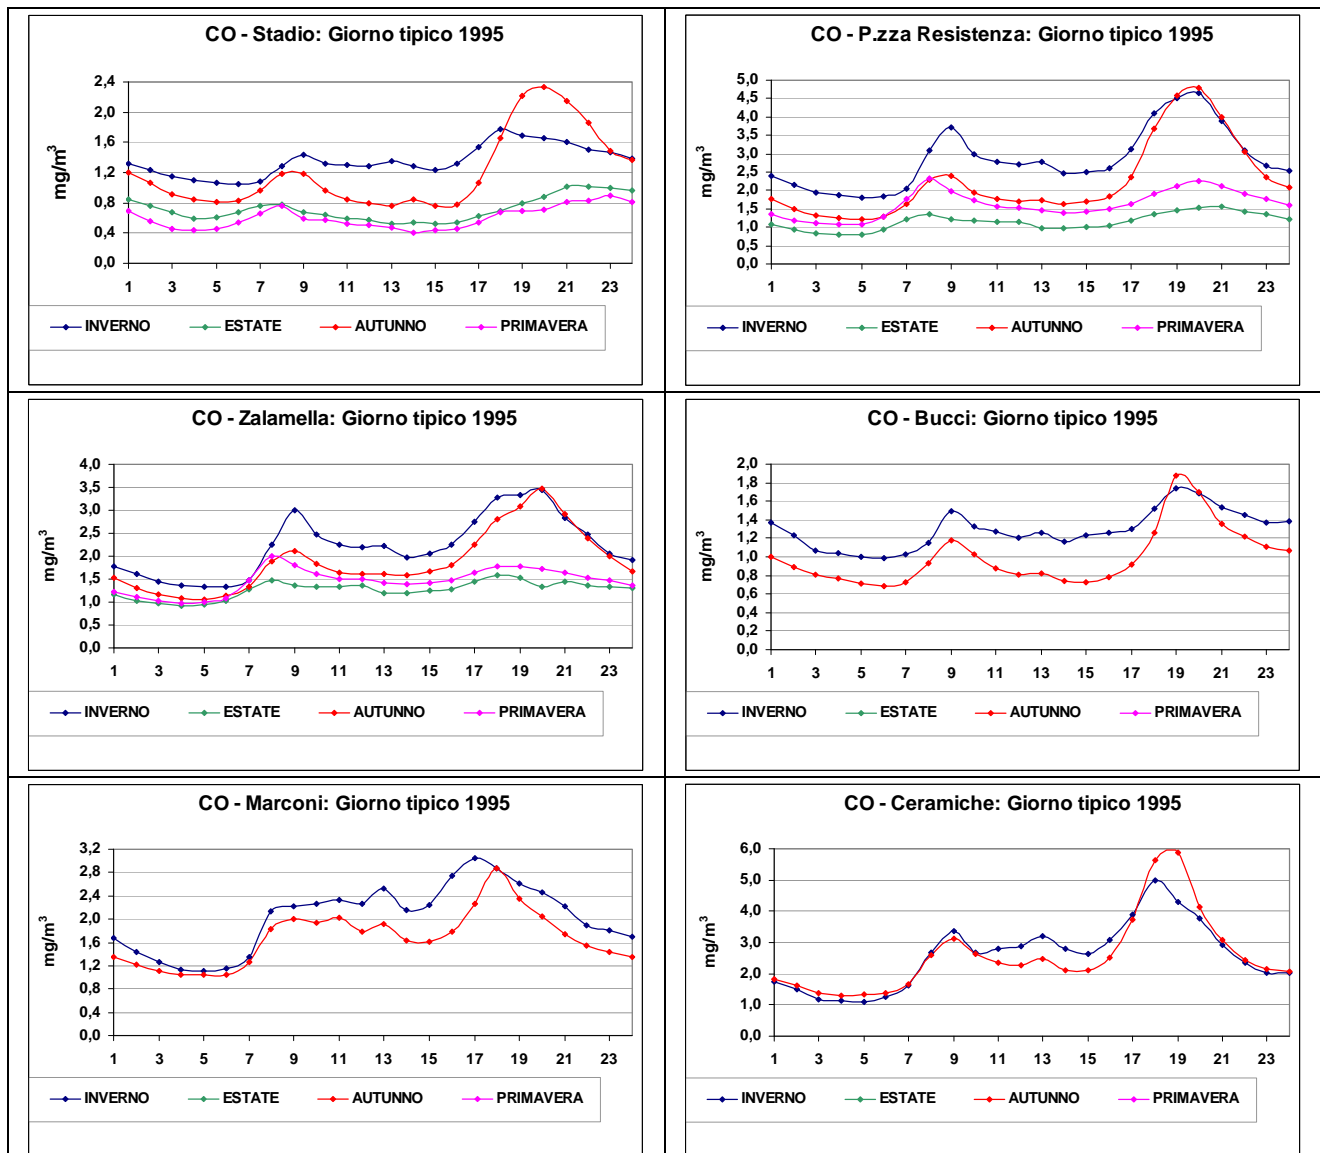 CO - Stadio: Giorno tipico 1995
mg/m³
2,4
2,0
1,6
1,2
0,8
0,4
0,0
1 3 5 7 9 11 13 15 17 19 21 23
INVERNO ESTATE AUTUNNO PRIMAVERA
CO - P.zza Resistenza: Giorno tipico 1995
mg/m³
5,0
4,5
4,0
3,5
3,0
2,5
2,0
1,5
1,0
0,5
0,0
1 3 5 7 9 11 13 15 17 19 21 23
INVERNO ESTATE AUTUNNO PRIMAVERA
CO - Zalamella: Giorno tipico 1995
mg/m³
4,0
3,5
3,0
2,5
2,0
1,5
1,0
0,5
0,0
1 3 5 7 9 11 13 15 17 19 21 23
INVERNO ESTATE AUTUNNO PRIMAVERA
CO - Bucci: Giorno tipico 1995
mg/m³
2,0
1,8
1,6
1,4
1,2
1,0
0,8
0,6
0,4
0,2
0,0
1 3 5 7 9 11 13 15 17 19 21 23
INVERNO ESTATE AUTUNNO PRIMAVERA
CO - Marconi: Giorno tipico 1995
mg/m³
3,2
2,8
2,4
2,0
1,6
1,2
0,8
0,4
0,0
1 3 5 7 9 11 13 15 17 19 21 23
INVERNO ESTATE AUTUNNO PRIMAVERA
CO - Ceramiche: Giorno tipico 1995
mg/m³
6,0
5,0
4,0
3,0
2,0
1,0
0,0
1 3 5 7 9 11 13 15 17 19 21 23
INVERNO ESTATE AUTUNNO PRIMAVERA